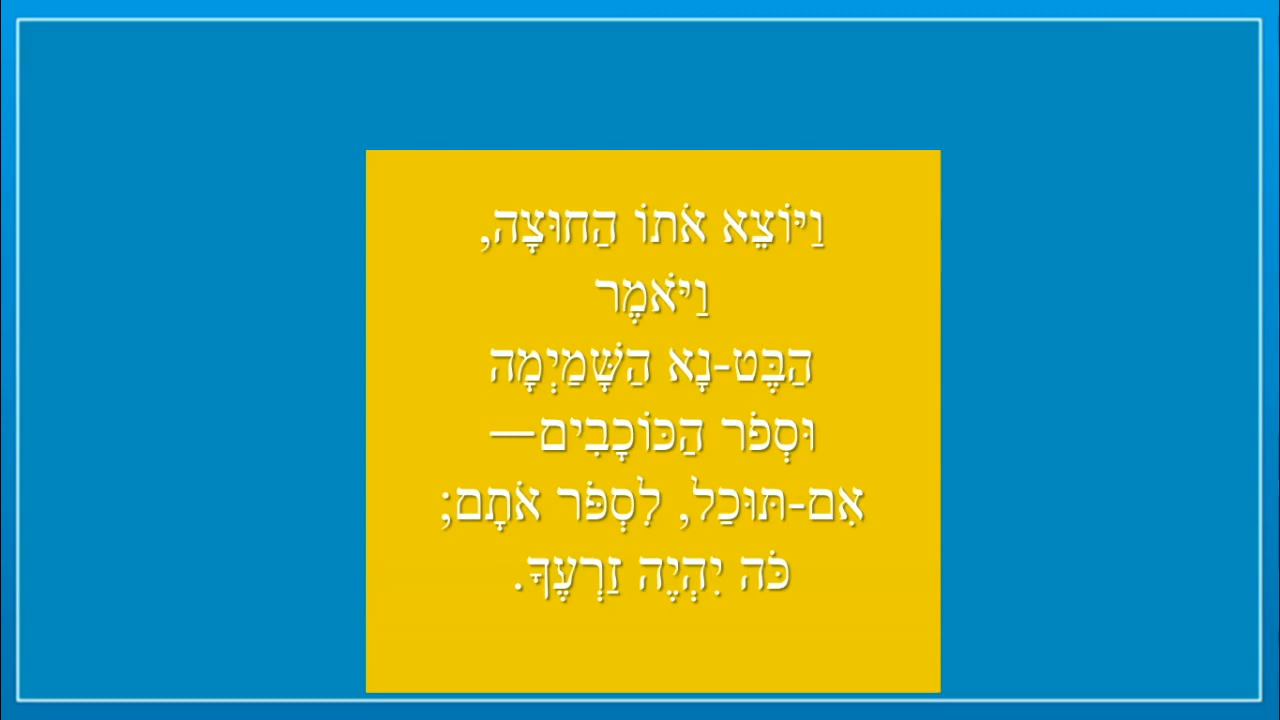 וַיּוֹצֵא אֹתוֹ הַחוּצָה,
וַיֹּאמֶר
הַבֶּט-נָא הַשָּׁמַיְמָה
וּסְפֹר הַכּוֹכָבִים—
אִם-תּוּכַל, לִסְפֹּר אֹתָם;
כֹּה יִהְיֶה זַרְעֶךָ.